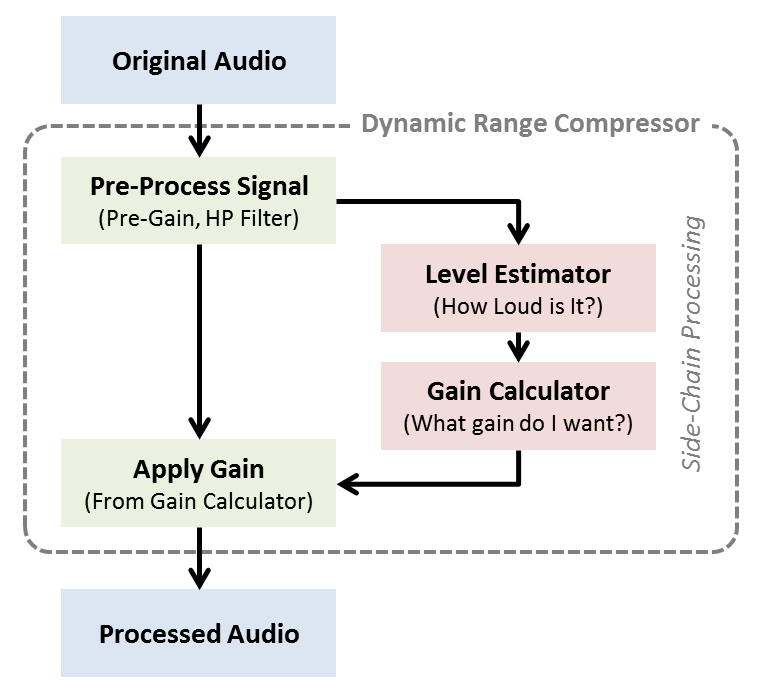 Original Audio
Dynamic Range Compressor
Pre-Process Signal
(Pre-Gain, HP Filter)
Level Estimator
(How Loud is It?)
Gain Calculator
(What gain do I want?)
Side-Chain Processing
Apply Gain
(From Gain Calculator)
Processed Audio